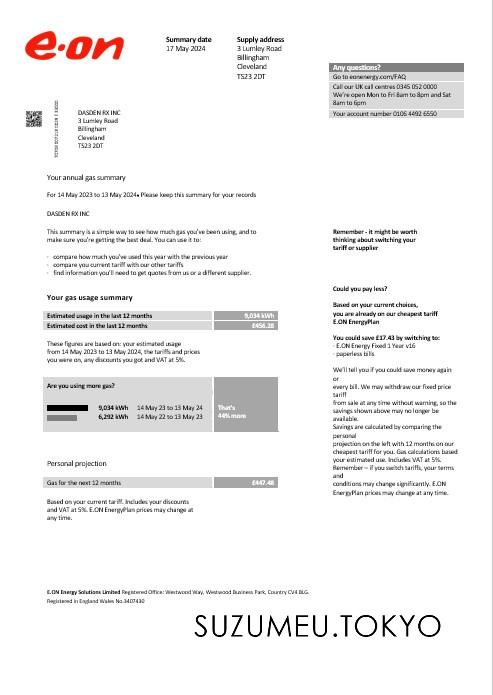 e·on
Summary date
17 May 2024
Supply address
3 Lumley Road
Billingham
Cleveland
TS23 2DT
Any questions?
Go to eonenergy.com/FAQ
Call our UK call centres 0345 052 0000
We're open Mon to Fri 8am to 8pm and Sat
8am to 6pm
Your account number 0106 4492 6550
DASDEN RX INC
3 Lumley Road
Billingham
Cleveland
TS23 2DT
Your annual gas summary
For 14 May 2023 to 13 May 2024. Please keep this summary for your records
DASDEN RX INC
This summary is a simple way to see how much gas you've been using, and to
make sure you're getting the best deal. You can use it to:
- compare how much you've used this year with the previous year
- compare you current tariff with our other tariffs
- find information you'll need to get quotes from us or a different supplier.
Your gas usage summary
Estimated usage in the last 12 months 9,034 kWh
Estimated cost in the last 12 months £456.28
These figures are based on: your estimated usage
from 14 May 2023 to 13 May 2024, the tariffs and prices
you were on, any discounts you got and VAT at 5%.
Are you using more gas?
9,034 kWh 14 May 23 to 13 May 24
6,292 kWh 14 May 22 to 13 May 23
That's
44% more
Personal projection
Gas for the next 12 months £447.48
Based on your current tariff. Includes your discounts
and VAT at 5%. E.ON EnergyPlan prices may change at
any time.
Remember - it might be worth
thinking about switching your
tariff or supplier
Could you pay less?
Based on your current choices,
you are already on our cheapest tariff
E.ON EnergyPlan
You could save £17.43 by switching to:
- E.ON Energy Fixed 1 Year v16
- paperless bills
We'll tell you if you could save money again
or
every bill. We may withdraw our fixed price
tariff
from sale at any time without warning, so the
savings shown above may no longer be
available.
Savings are calculated by comparing the
personal
projection on the left with 12 months on our
cheapest tariff for you. Gas calculations based
your estimated use. Includes VAT at 5%.
Remember – if you switch tariffs, your terms
and
conditions may change significantly. E.ON
EnergyPlan prices may change at any time.
E.ON Energy Solutions Limited Registered Office: Westwood Way, Westwood Business Park, Country CV4 8LG.
Registered in England Wales No.3407430
SUZUMEU.TOKYO